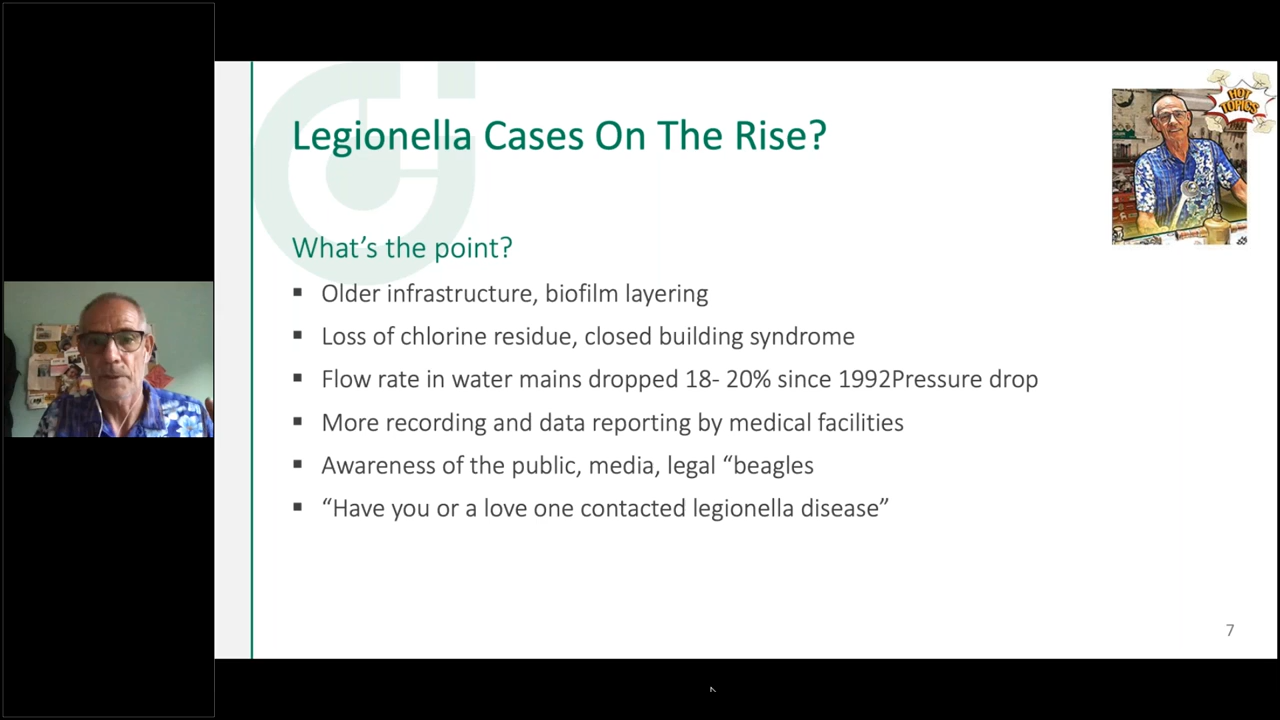 Legionella Cases On The Rise?
HOT
TOPICS
What’s the point?
Older infrastructure, biofilm layering
Loss of chlorine residue, closed building syndrome
Flow rate in water mains dropped 18- 20% since 1992Pressure drop
More recording and data reporting by medical facilities
Awareness of the public, media, legal “beagles
“Have you or a love one contacted legionella disease”
7